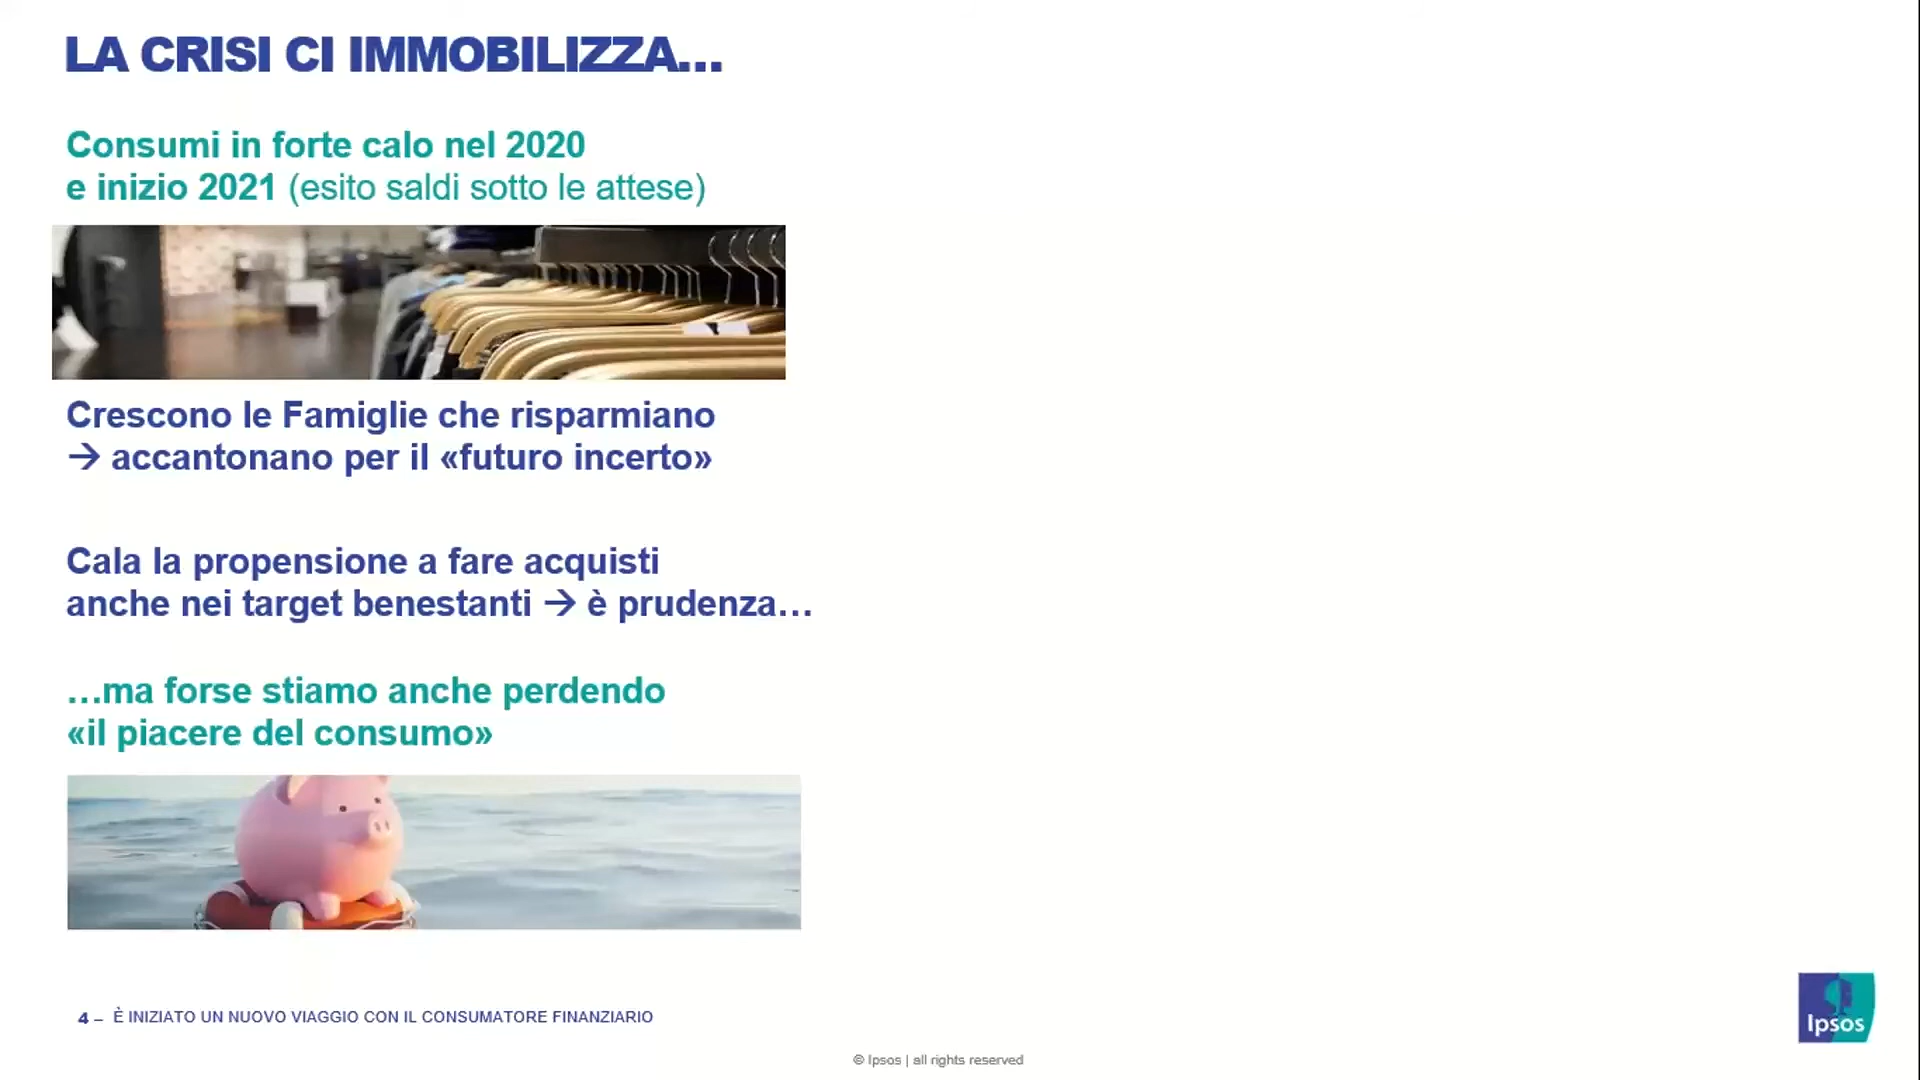 LA CRISI CI IMMOBILIZZA...
Consumi in forte calo nel 2020
e inizio 2021 (esito saldi sotto le attese)
Crescono le Famiglie che risparmiano
→ accantonano per il «futuro incerto»
Cala la propensione a fare acquisti
anche nei target benestanti → è prudenza…
…ma forse stiamo anche perdendo
«il piacere del consumo»
4 – È INIZIATO UN NUOVO VIAGGIO CON IL CONSUMATORE FINANZIARIO
Ipsos
© Ipsos | all rights reserved